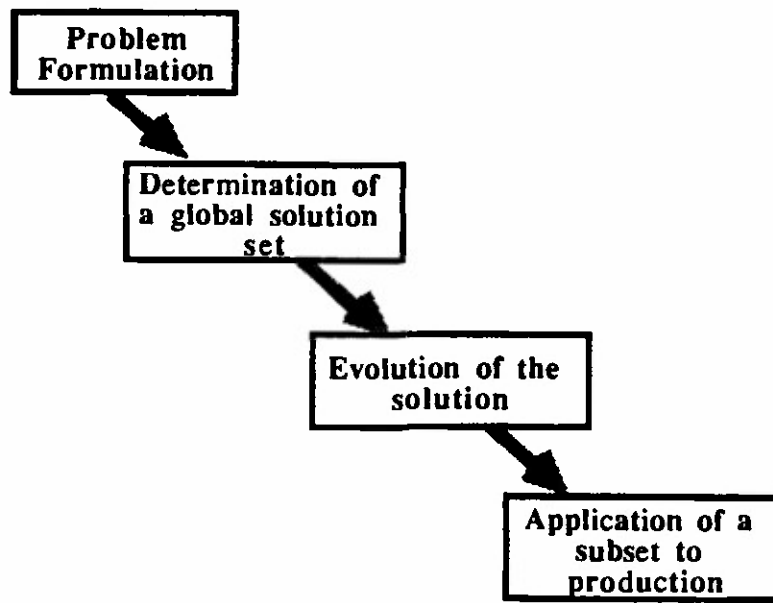 Problem
Formulation
Determination of
a global solution
set
Evolution of the
solution
Application of a
subset to
production